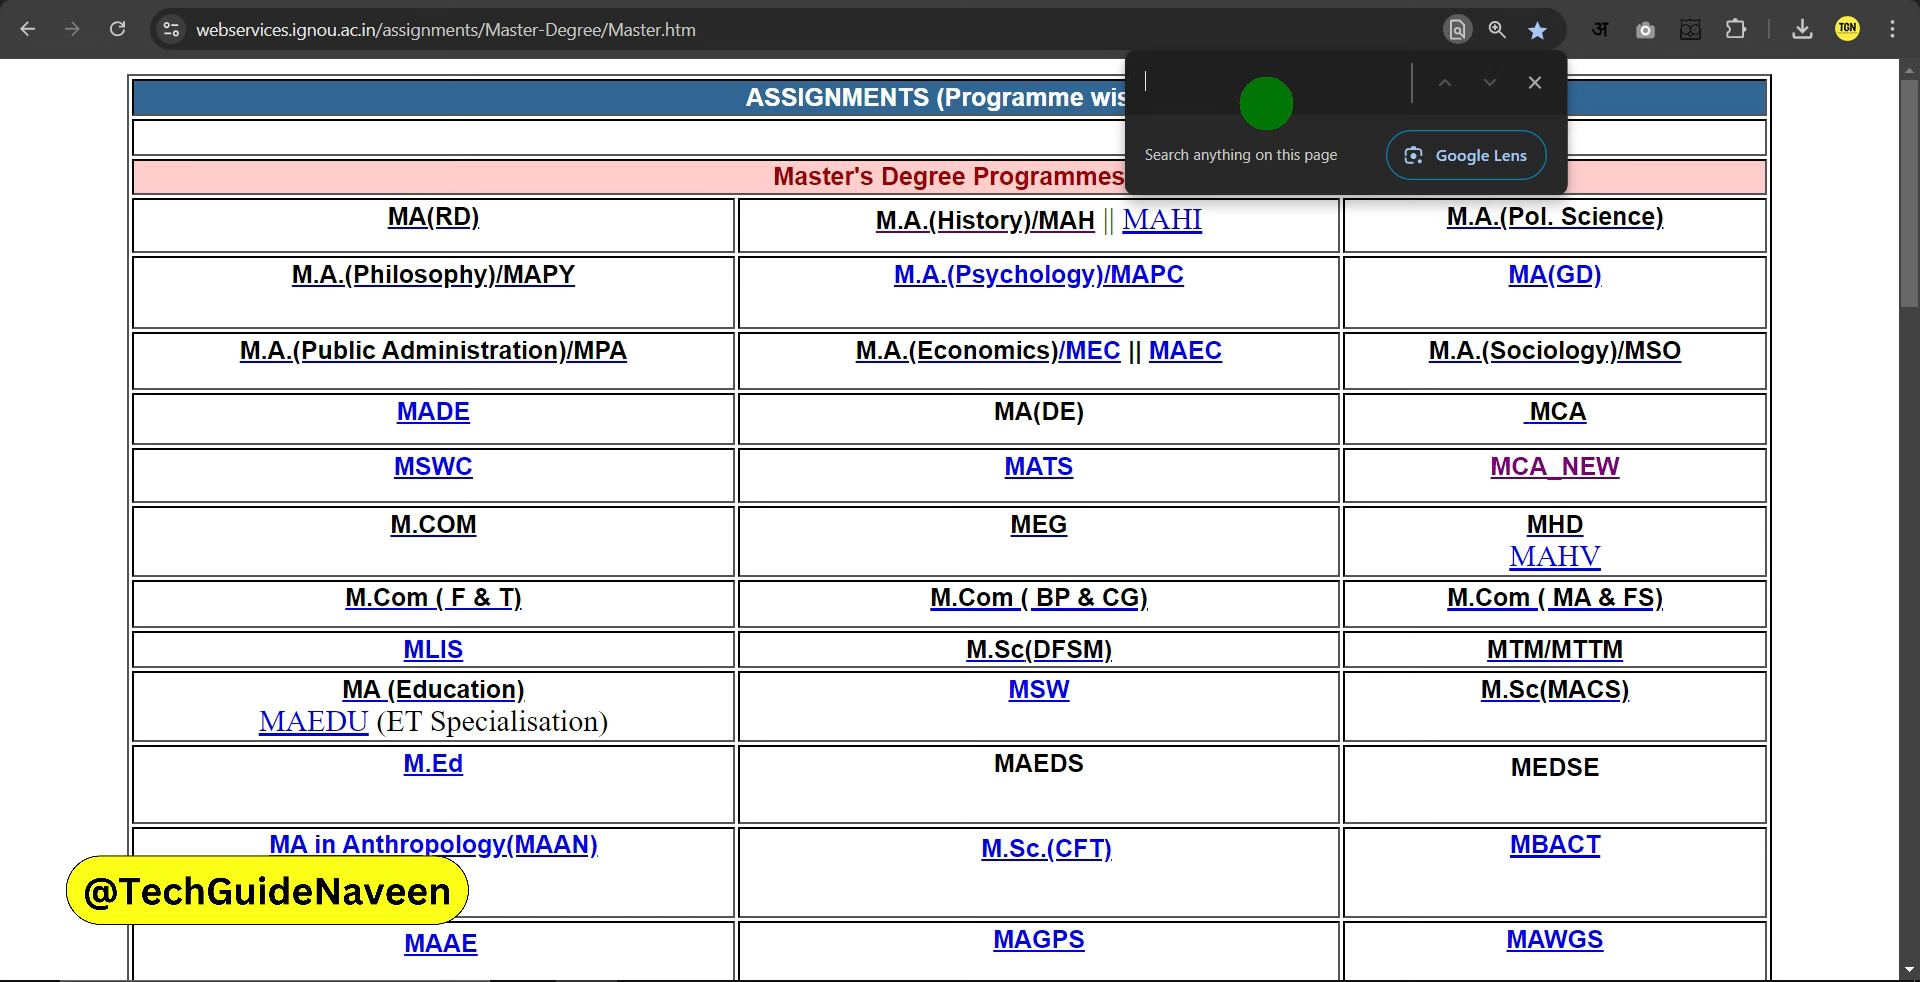 webservices.ignou.ac.in/assignments/Master-Degree/Master.htm
अ
TGN
Search anything on this page
Google Lens
ASSIGNMENTS (Programme wis
Master's Degree Programmes
MA(RD)
M.A.(History)/MAH || MAHI
M.A.(Pol. Science)
M.A.(Philosophy)/MAPY
M.A.(Psychology)/MAPC
MA(GD)
M.A.(Public Administration)/MPA
M.A.(Economics)/MEC || MAEC
M.A.(Sociology)/MSO
MADE
MA(DE)
MCA
MSWC
MATS
MCA_NEW
M.COM
MEG
MHD
MAHV
M.Com ( F & T)
M.Com ( BP & CG)
M.Com ( MA & FS)
MLIS
M.Sc(DFSM)
MTM/MTTM
MA (Education)
MAEDU (ET Specialisation)
MSW
M.Sc(MACS)
M.Ed
MAEDS
MEDSE
MA in Anthropology(MAAN)
M.Sc.(CFT)
MBACT
@TechGuideNaveen
MAAE
MAGPS
MAWGS